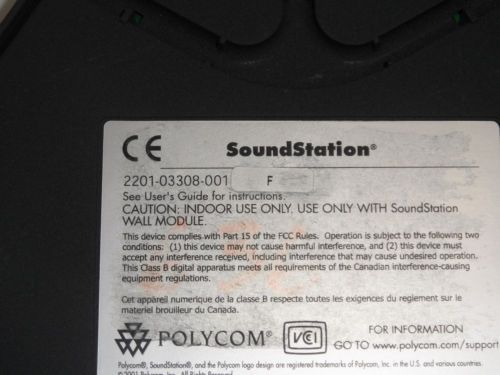 CE SoundStation®
2201-03308-001 F
See User's Guide for instructions.
CAUTION: INDOOR USE ONLY. USE ONLY WITH SoundStation
WALL MODULE.
This device complies with Part 15 of the FCC Rules. Operation is subject to the following two
conditions: (1) this device may not cause harmful interference, and (2) this device must
accept any interference received, including interference that may cause undesired operation.
This Class B digital apparatus meets all requirements of the Canadian interference-causing
equipment regulations.
Cet appareil numerique de la classe B respecte toutes les exigences du reglement sur le
materiel brouilleur du Canada.
POLYCOM® VCI FOR INFORMATION
GO TO www.polycom.com/support
Polycom®, SoundStation®, and the Polycom logo design are registered trademarks of Polycom, Inc. in the U.S. and various countries.
©2001 Polycom, Inc. All Rights Reserved.